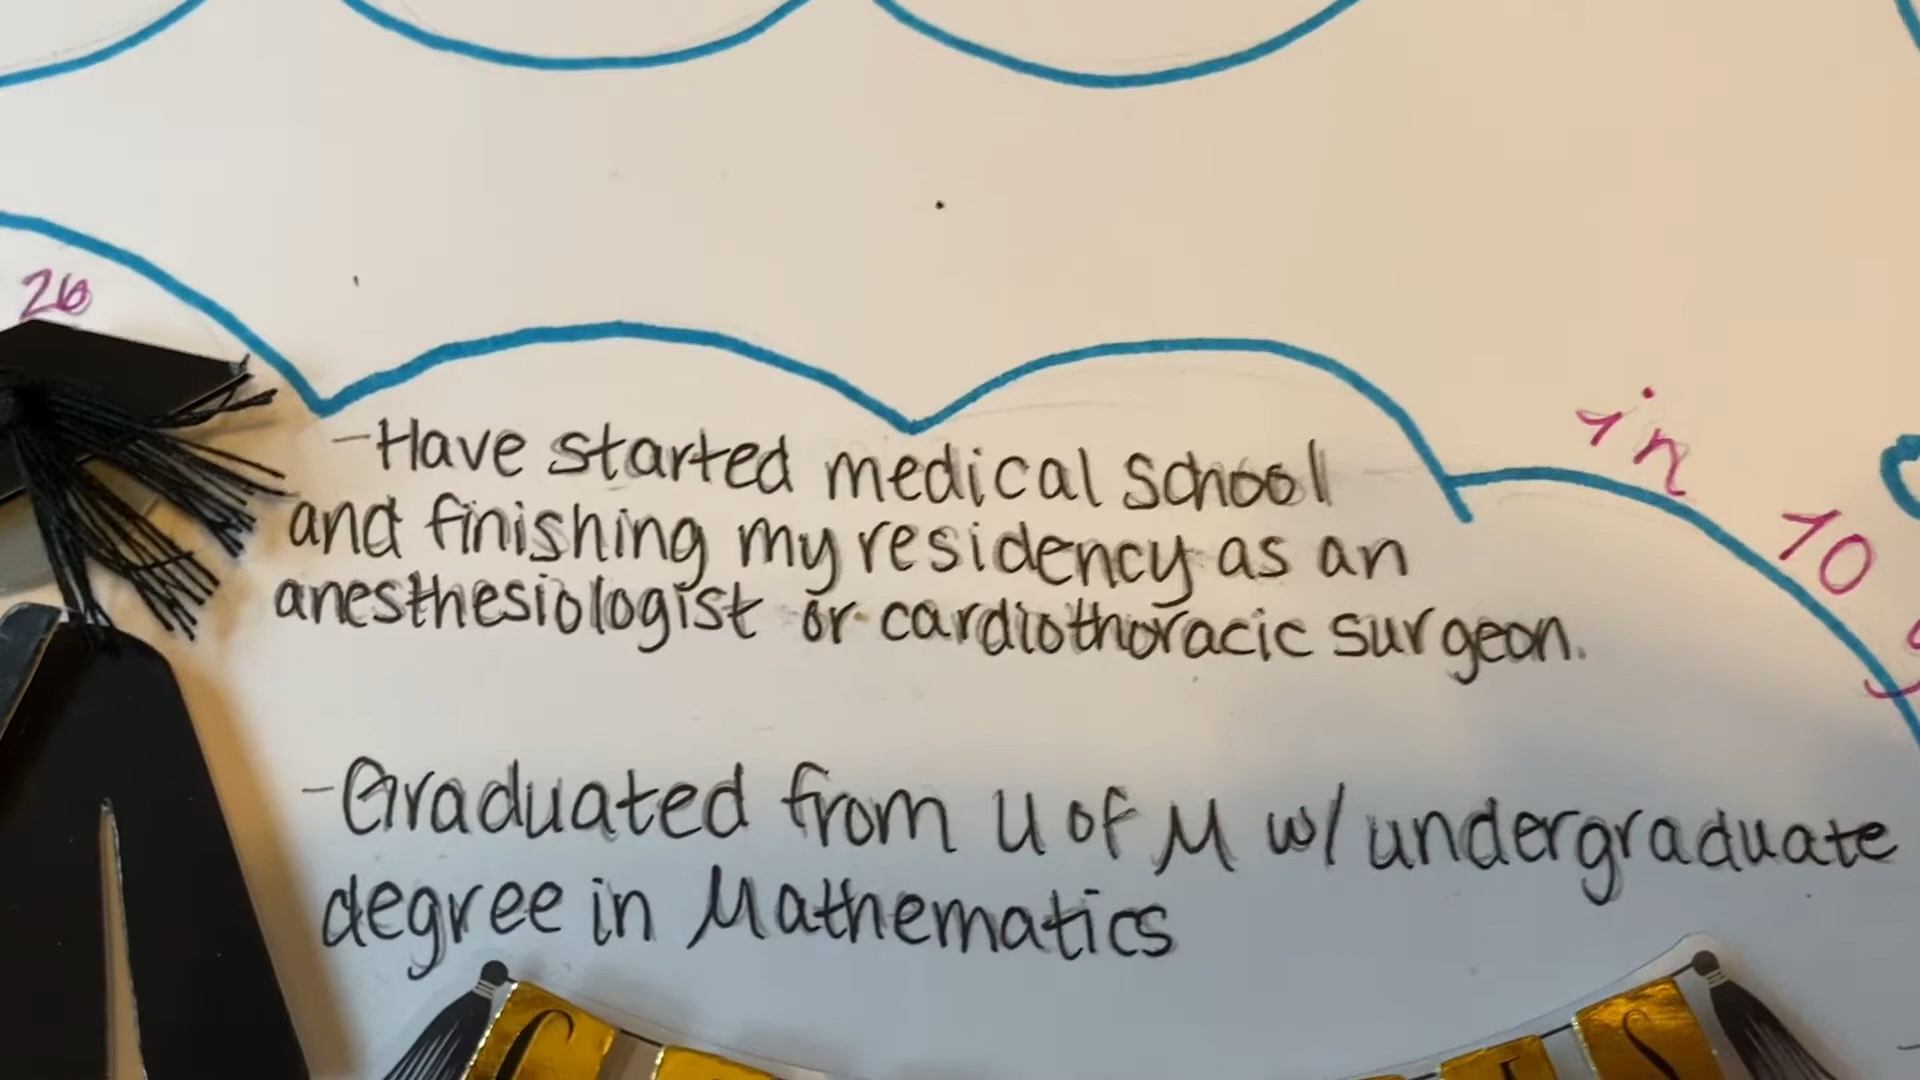 26
in
10
-Have started medical school
and finishing my residency as an
anesthesiologist or cardiothoracic surgeon.
-Graduated from U of M w/ undergraduate
degree in Mathematics